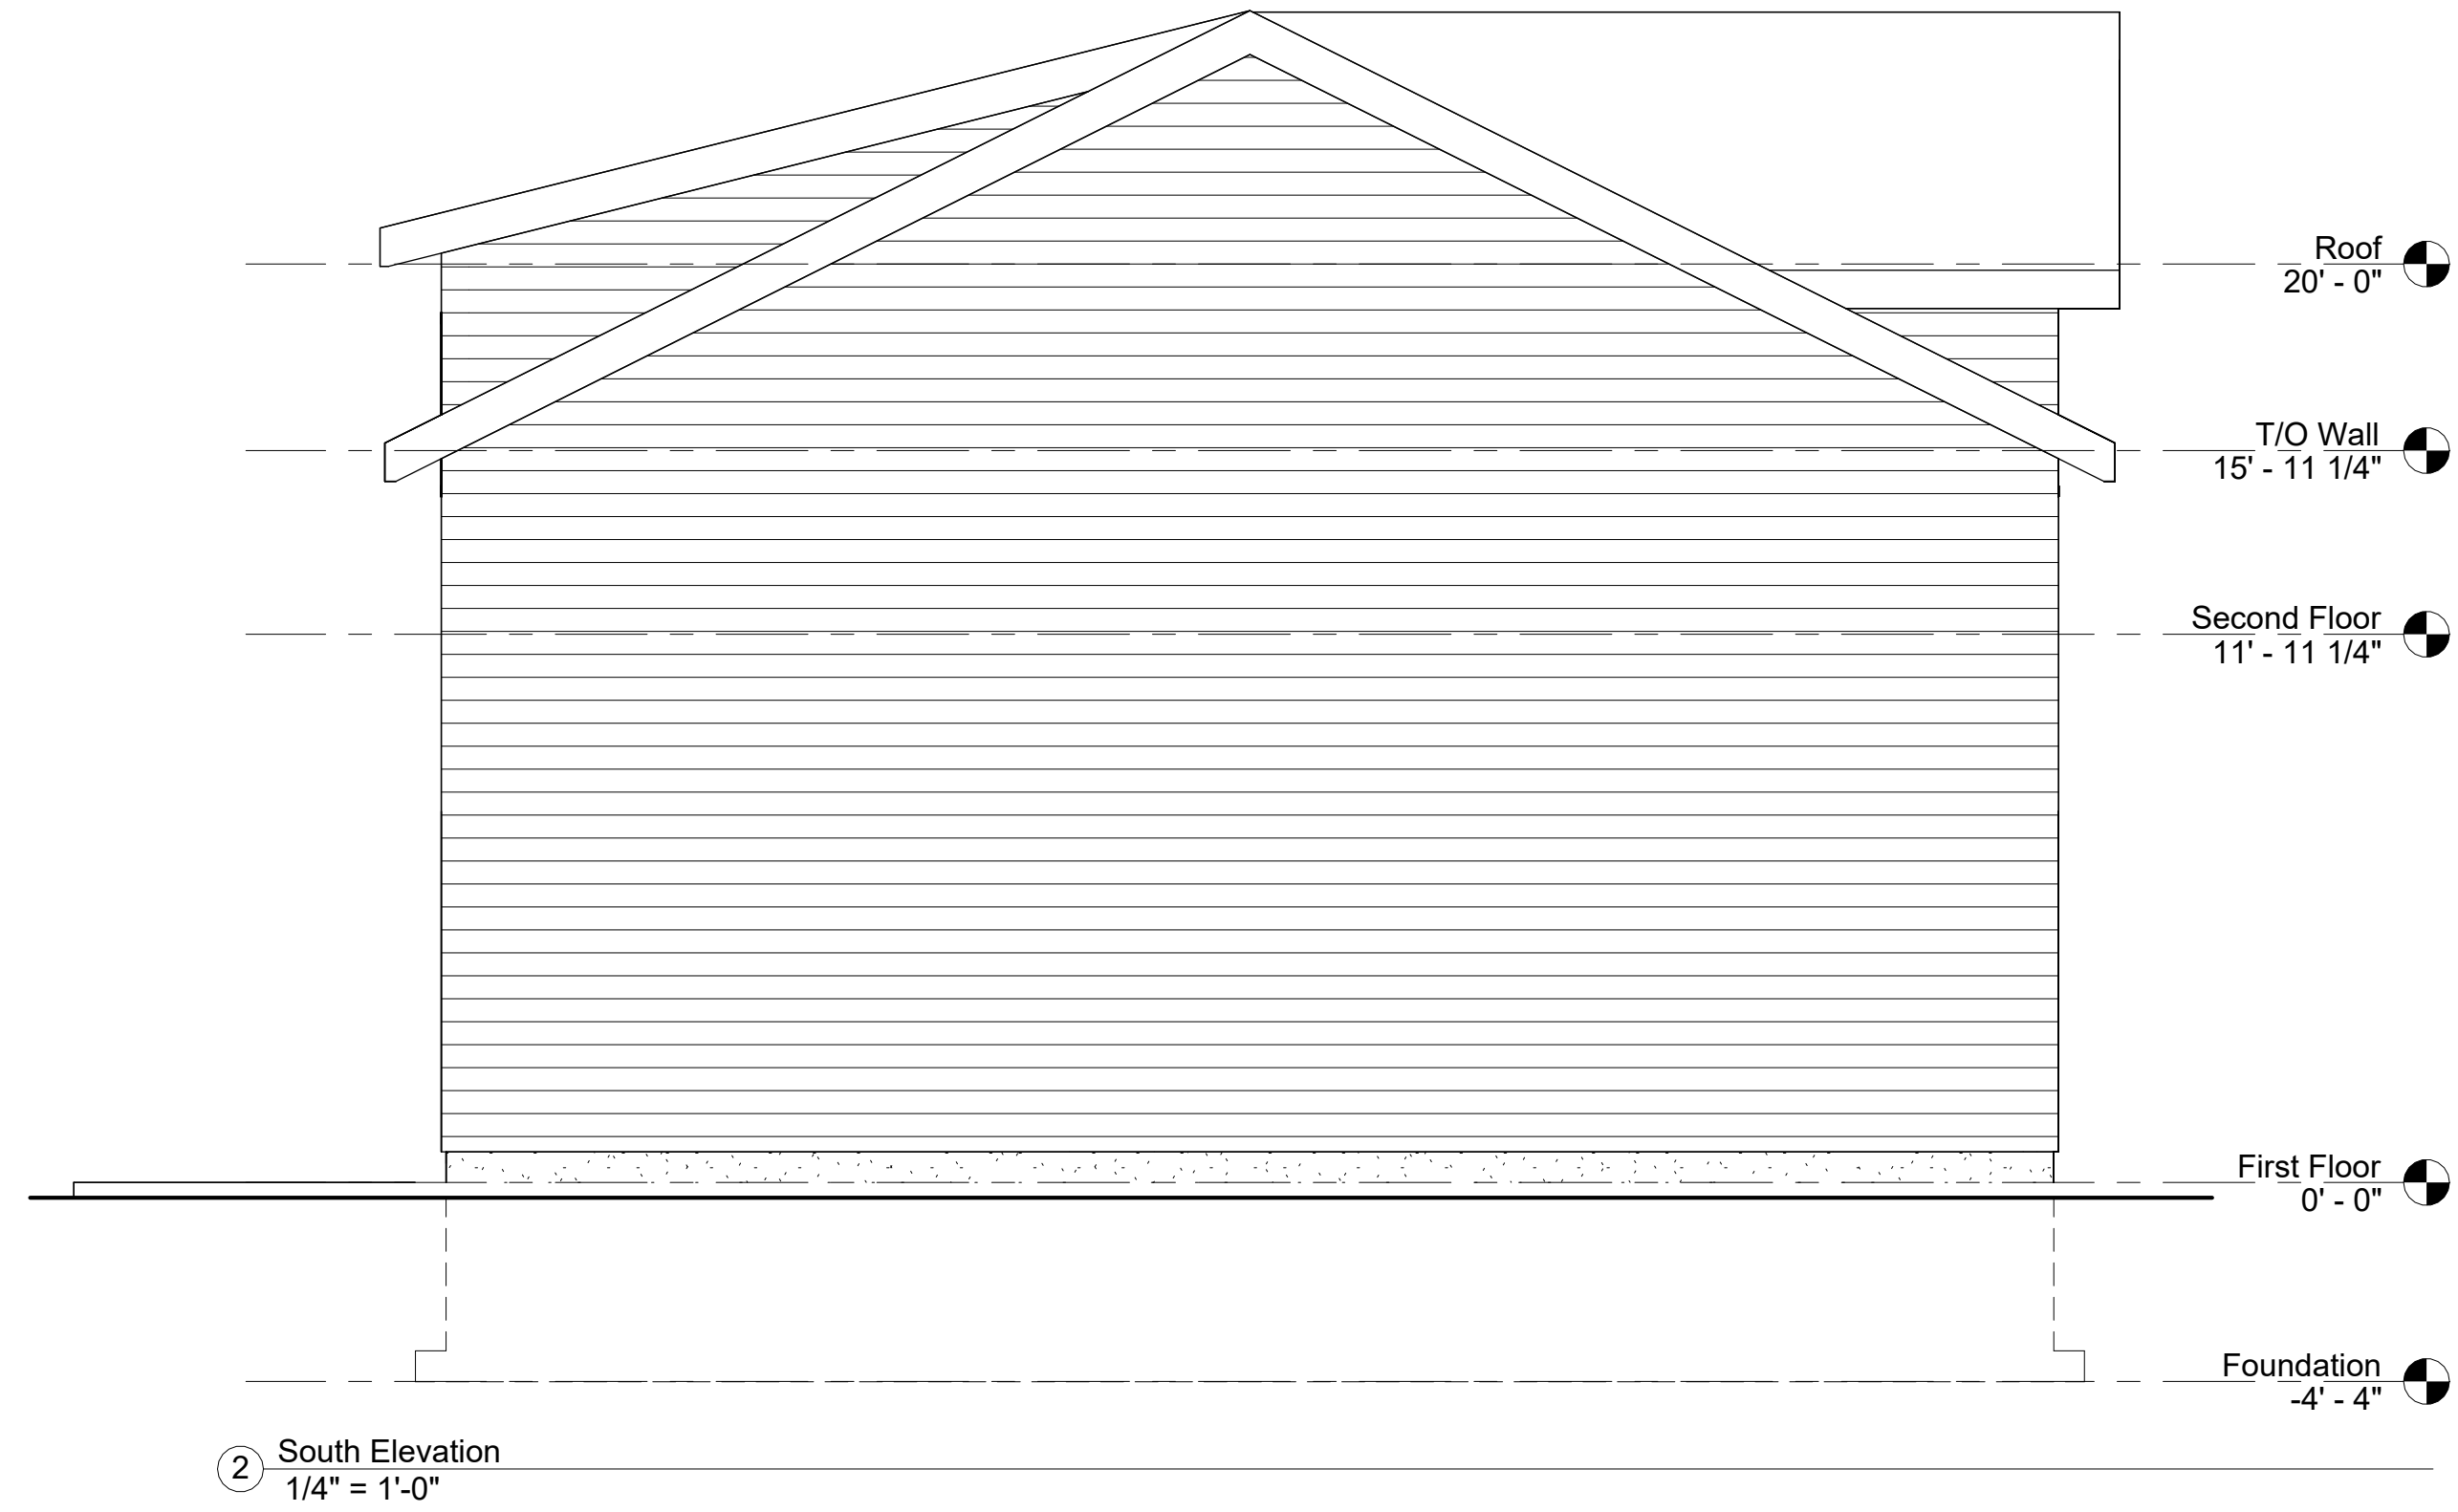 Roof
20' - 0"
T/O Wall
15' - 11 1/4"
Second Floor
11' - 11 1/4"
First Floor
0' - 0"
Foundation
-4' - 4"
2
South Elevation
1/4" = 1'-0"